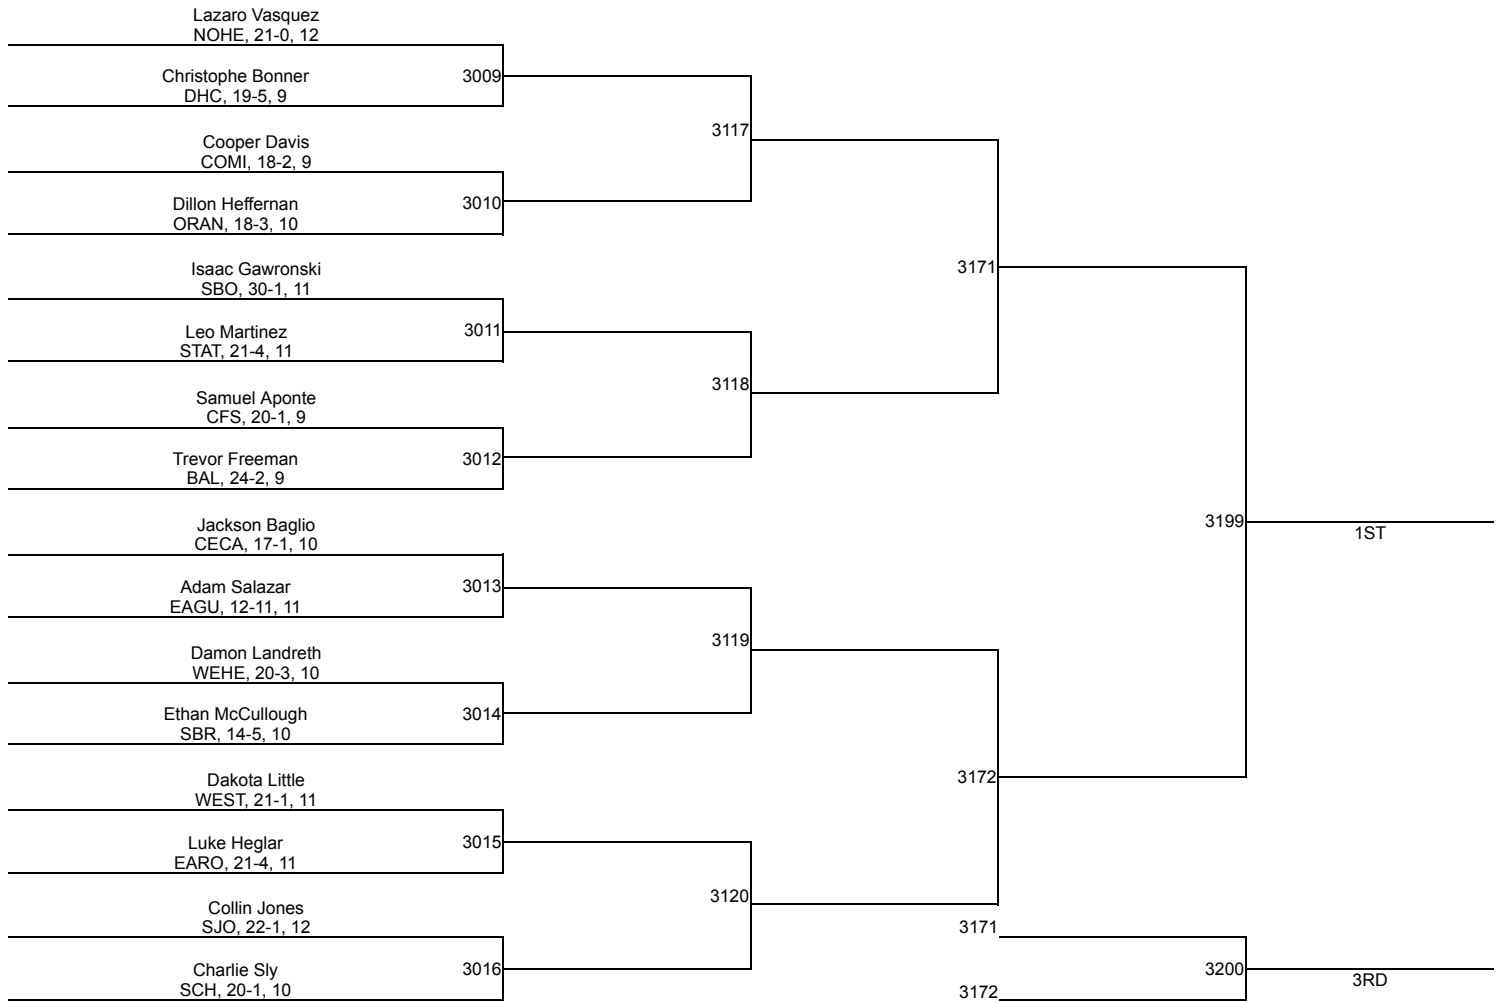 Lazaro Vasquez
NOHE, 21-0, 12
Christophe Bonner
DHC, 19-5, 9
3009
Cooper Davis
COMI, 18-2, 9
3117
Dillon Heffernan
ORAN, 18-3, 10
3010
Isaac Gawronski
SBO, 30-1, 11
3171
Leo Martinez
STAT, 21-4, 11
3011
Samuel Aponte
CFS, 20-1, 9
3118
Trevor Freeman
BAL, 24-2, 9
3012
Jackson Baglio
CECA, 17-1, 10
3199
1ST
Adam Salazar
EAGU, 12-11, 11
3013
Damon Landreth
WEHE, 20-3, 10
3119
Ethan McCullough
SBR, 14-5, 10
3014
Dakota Little
WEST, 21-1, 11
3172
Luke Heglar
EARO, 21-4, 11
3015
Collin Jones
SJO, 22-1, 12
3120
3171
Charlie Sly
SCH, 20-1, 10
3016
3200
3RD
3172